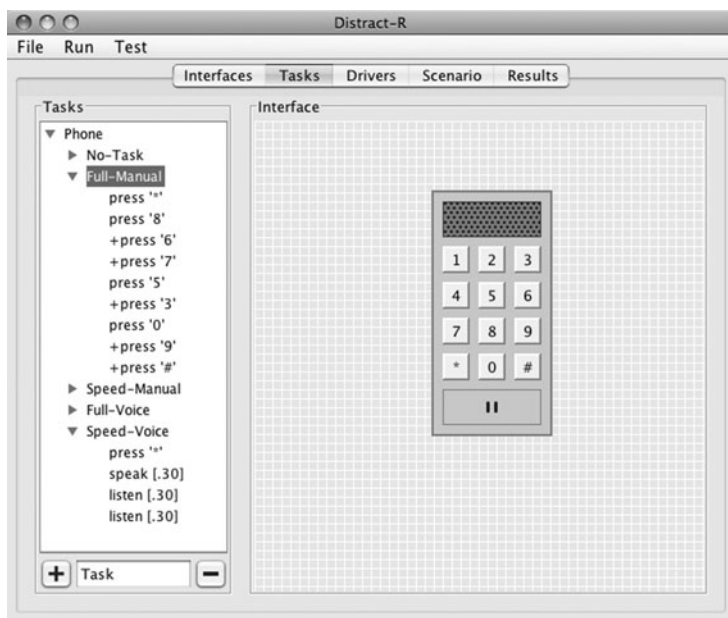 Distract-R
File Run Test
Interfaces Tasks Drivers Scenario Results
Tasks
Phone
No-Task
Full-Manual
press '*'
press '8'
+press '6'
+press '7'
press '5'
+press '3'
press '0'
+press '9'
+press '#'
Speed-Manual
Full-Voice
Speed-Voice
press '*'
speak [.30]
listen [.30]
listen [.30]
+ Task −
Interface
1 2 3
4 5 6
7 8 9
* 0 #